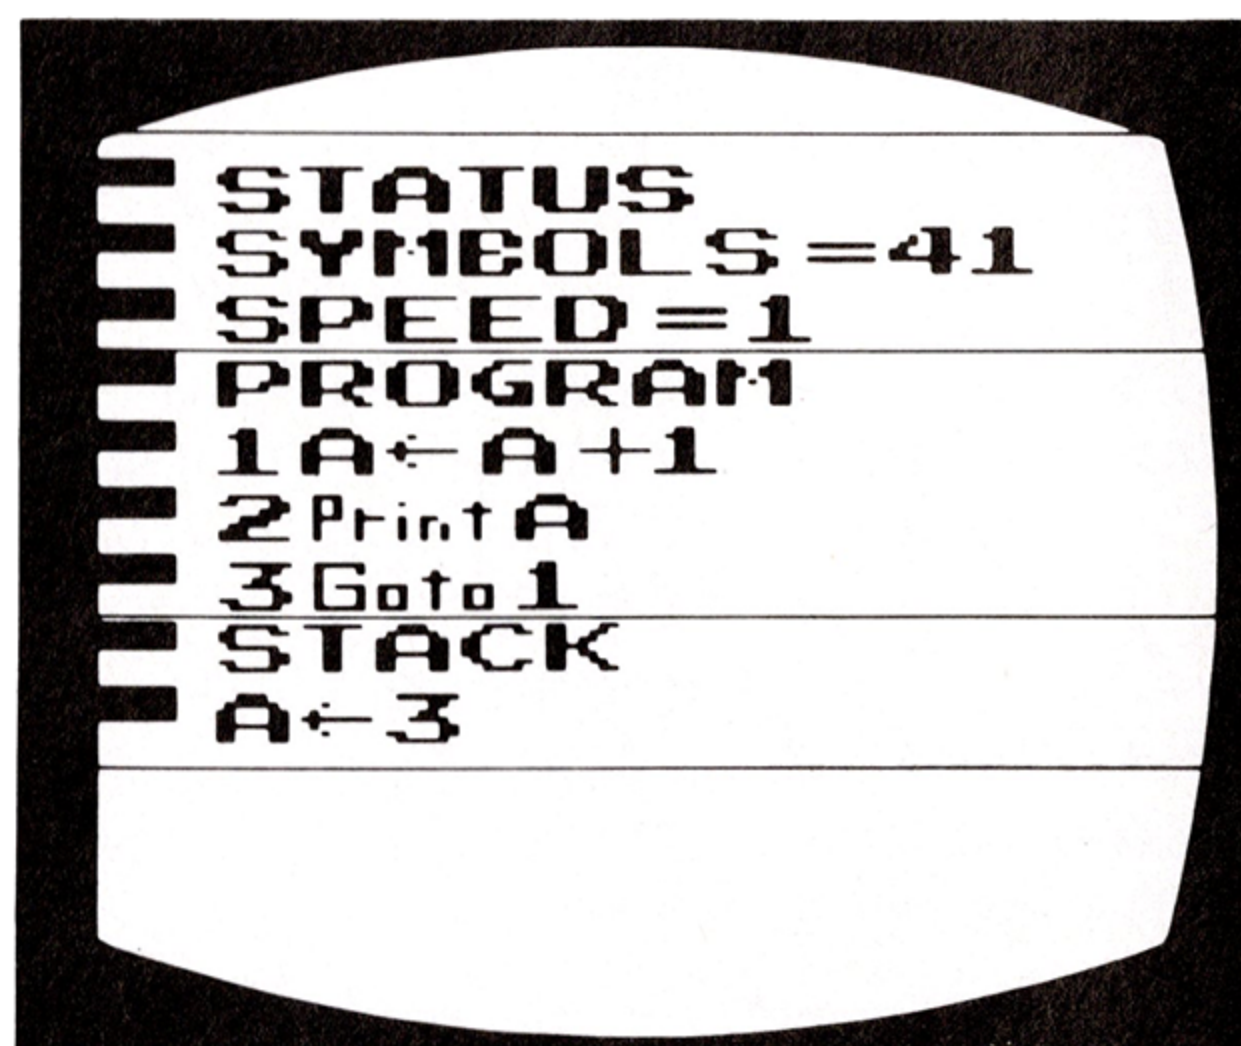 STATUS
SYMBOLS=41
SPEED=1
PROGRAM
1A←A+1
2PrintA
3Goto1
STACK
A←3